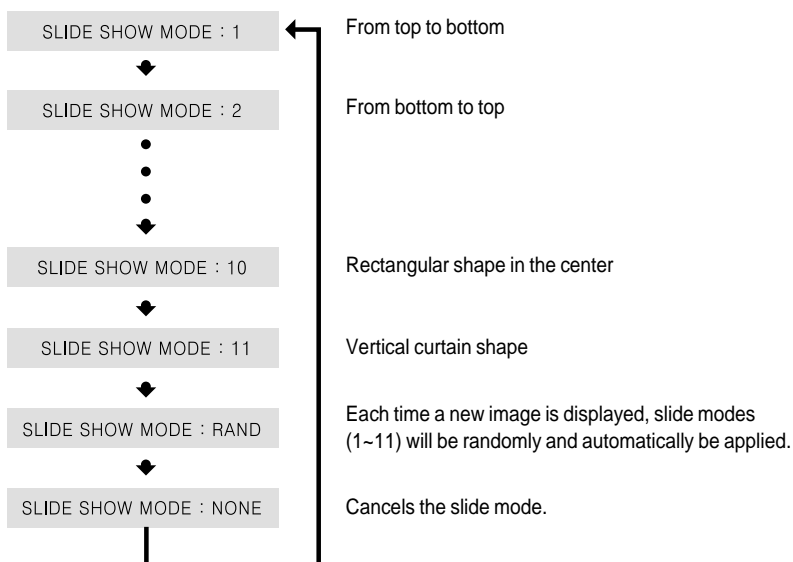 SLIDE SHOW MODE : 1
From top to bottom
SLIDE SHOW MODE : 2
From bottom to top
SLIDE SHOW MODE : 10
Rectangular shape in the center
SLIDE SHOW MODE : 11
Vertical curtain shape
SLIDE SHOW MODE : RAND
Each time a new image is displayed, slide modes
(1~11) will be randomly and automatically be applied.
SLIDE SHOW MODE : NONE
Cancels the slide mode.